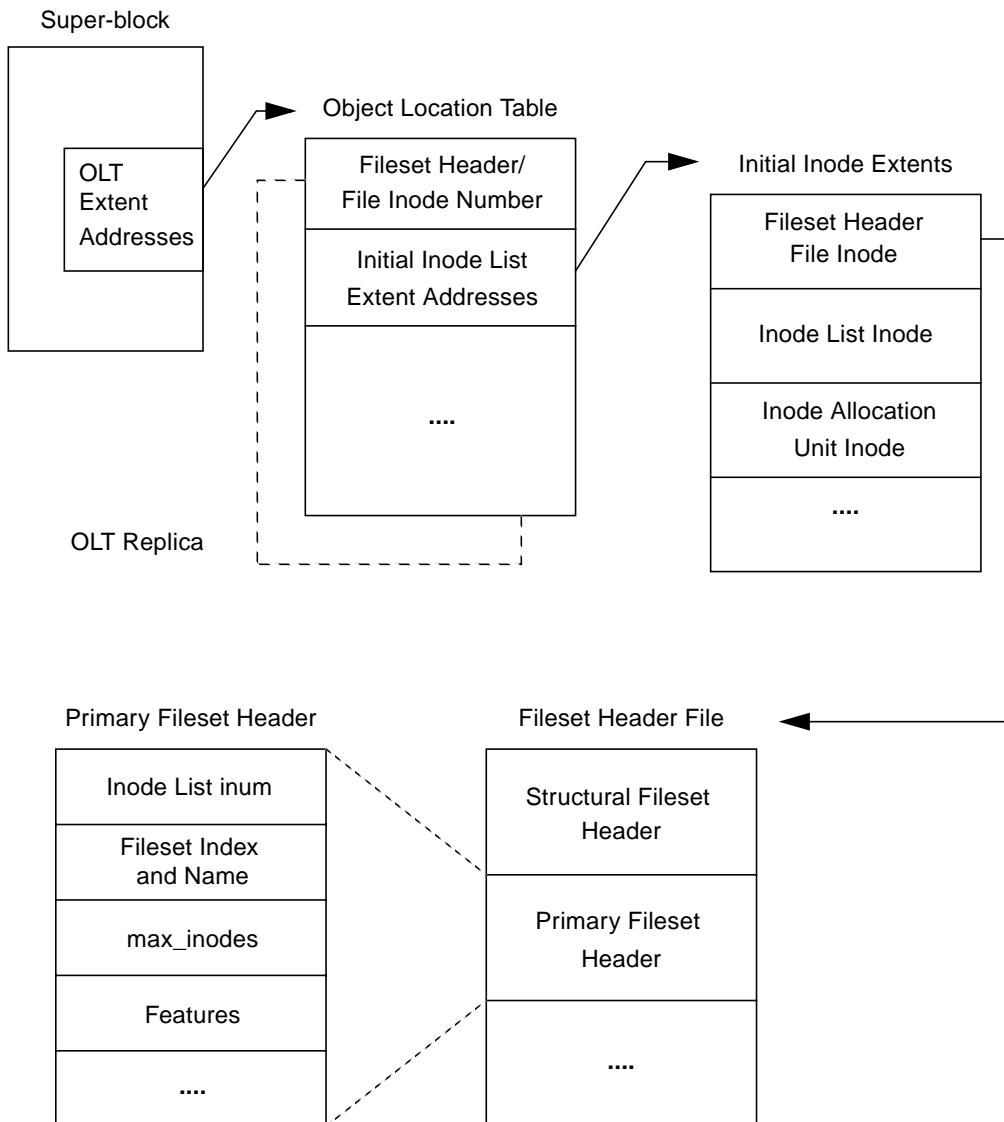 Super-block
OLT
Extent
Addresses
Object Location Table
Fileset Header/
File Inode Number
Initial Inode List
Extent Addresses
....
OLT Replica
Initial Inode Extents
Fileset Header
File Inode
Inode List Inode
Inode Allocation
Unit Inode
....
Primary Fileset Header
Inode List inum
Fileset Index
and Name
max_inodes
Features
....
Fileset Header File
Structural Fileset
Header
Primary Fileset
Header
....